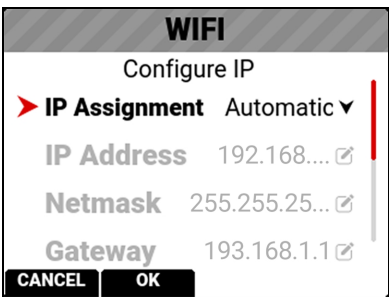 WIFI
Configure IP
IP Assignment Automatic
IP Address 192.168....
Netmask 255.255.25...
Gateway 193.168.1.1
CANCEL OK